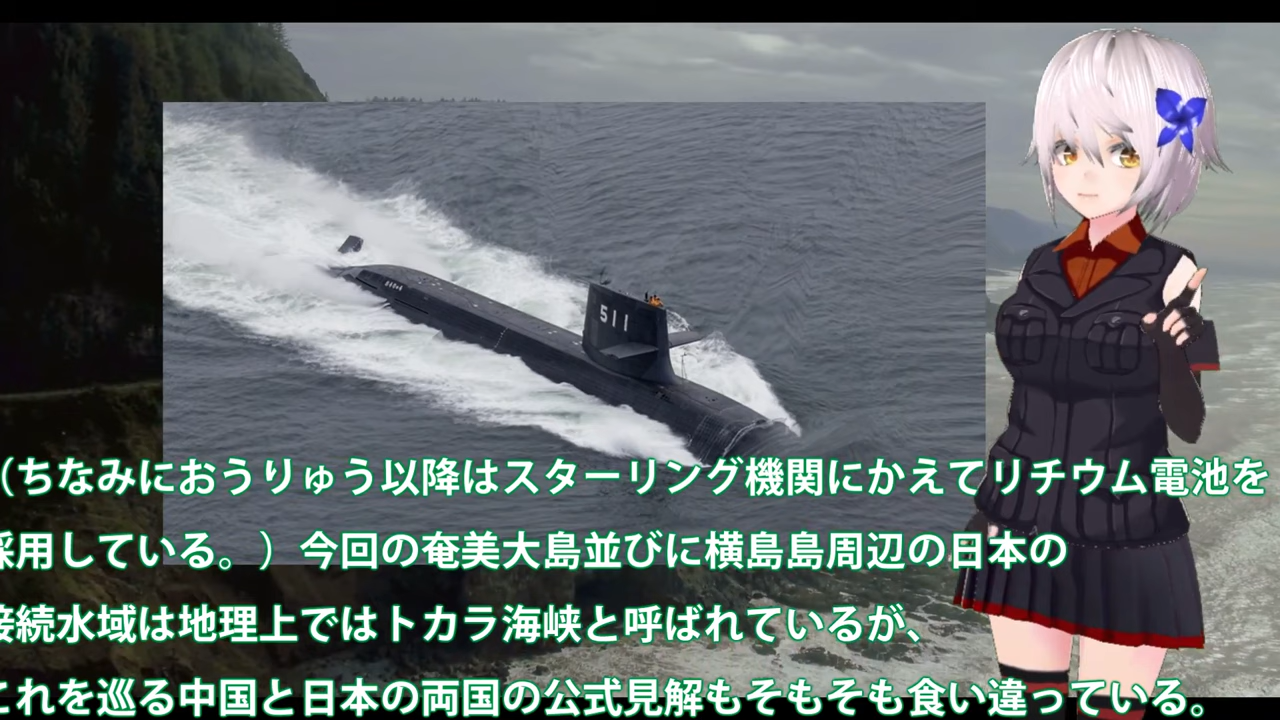 511
（ちなみにおうりゅう以降はスターリング機関にかえてリチウム電池を
採用している。）今回の奄美大島並びに横島島周辺の日本の
接続水域は地理上ではトカラ海峡と呼ばれているが、
これを巡る中国と日本の両国の公式見解もそもそも食い違っている。